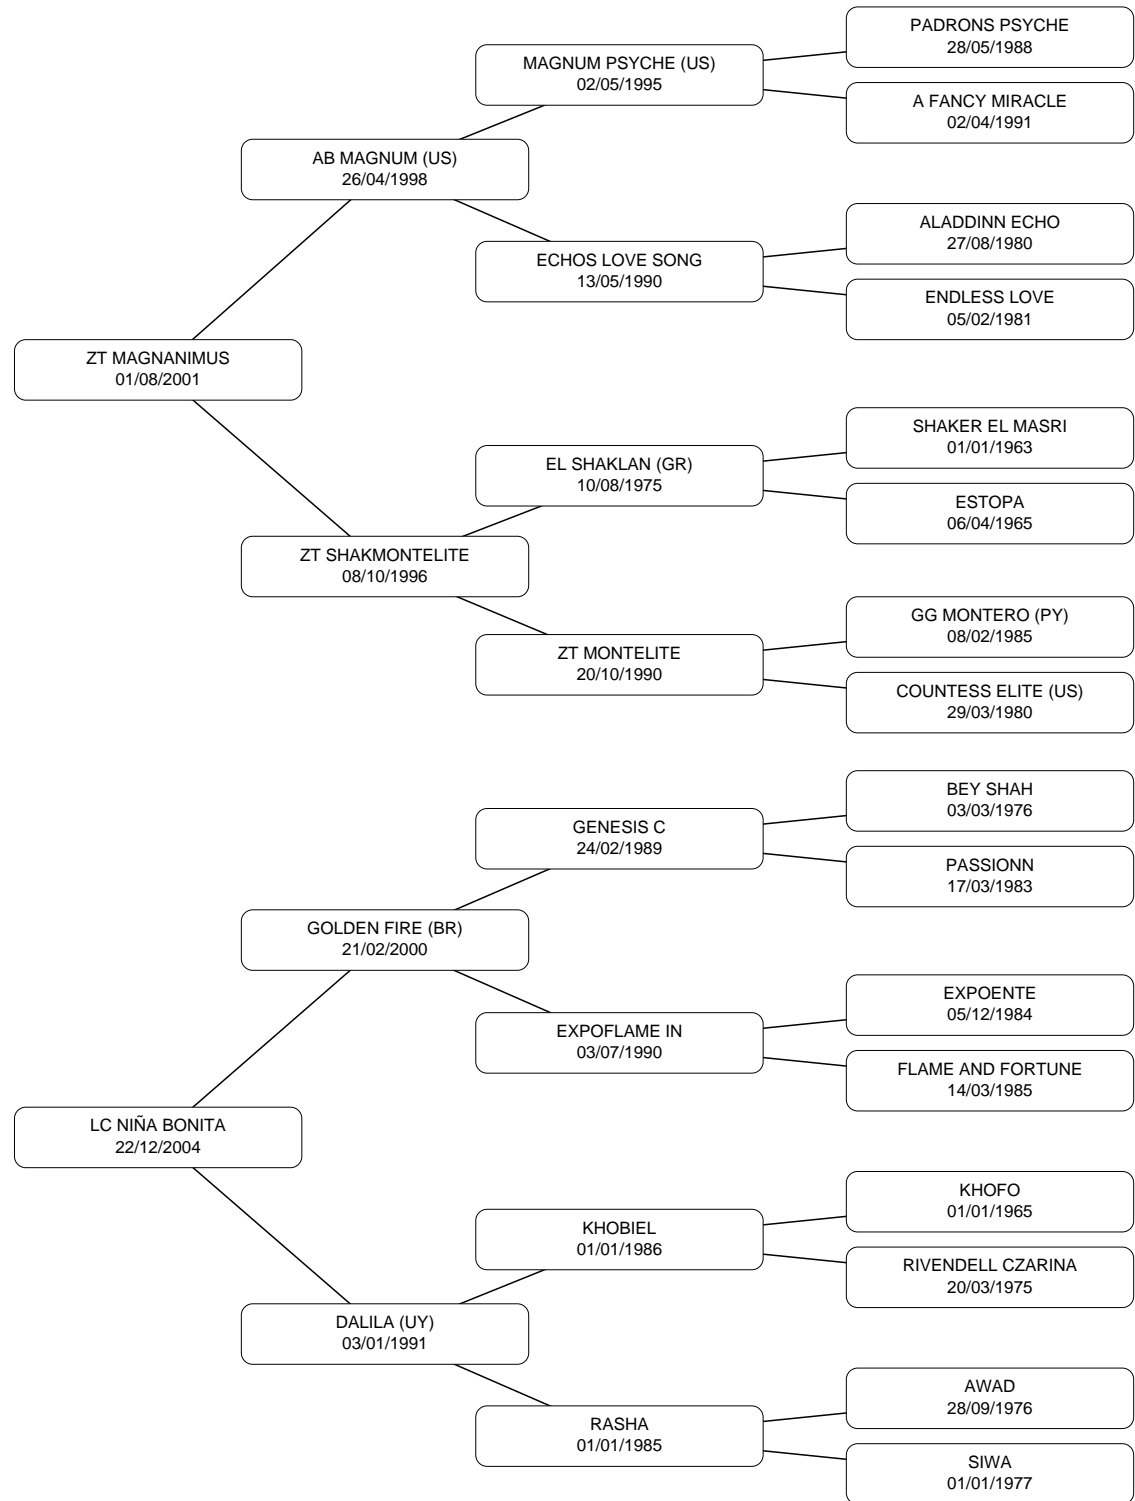 PADRONS PSYCHE
28/05/1988
MAGNUM PSYCHE (US)
02/05/1995
A FANCY MIRACLE
02/04/1991
AB MAGNUM (US)
26/04/1998
ALADDINN ECHO
27/08/1980
ECHOS LOVE SONG
13/05/1990
ENDLESS LOVE
05/02/1981
ZT MAGNANIMUS
01/08/2001
SHAKER EL MASRI
01/01/1963
EL SHAKLAN (GR)
10/08/1975
ESTOPA
06/04/1965
ZT SHAKMONTELITE
08/10/1996
GG MONTERO (PY)
08/02/1985
ZT MONTELITE
20/10/1990
COUNTESS ELITE (US)
29/03/1980
BEY SHAH
03/03/1976
GENESIS C
24/02/1989
PASSIONN
17/03/1983
GOLDEN FIRE (BR)
21/02/2000
EXPOENTE
05/12/1984
EXPOFLAME IN
03/07/1990
FLAME AND FORTUNE
14/03/1985
LC NIÑA BONITA
22/12/2004
KHOFO
01/01/1965
KHOBIEL
01/01/1986
RIVENDELL CZARINA
20/03/1975
DALILA (UY)
03/01/1991
AWAD
28/09/1976
RASHA
01/01/1985
SIWA
01/01/1977